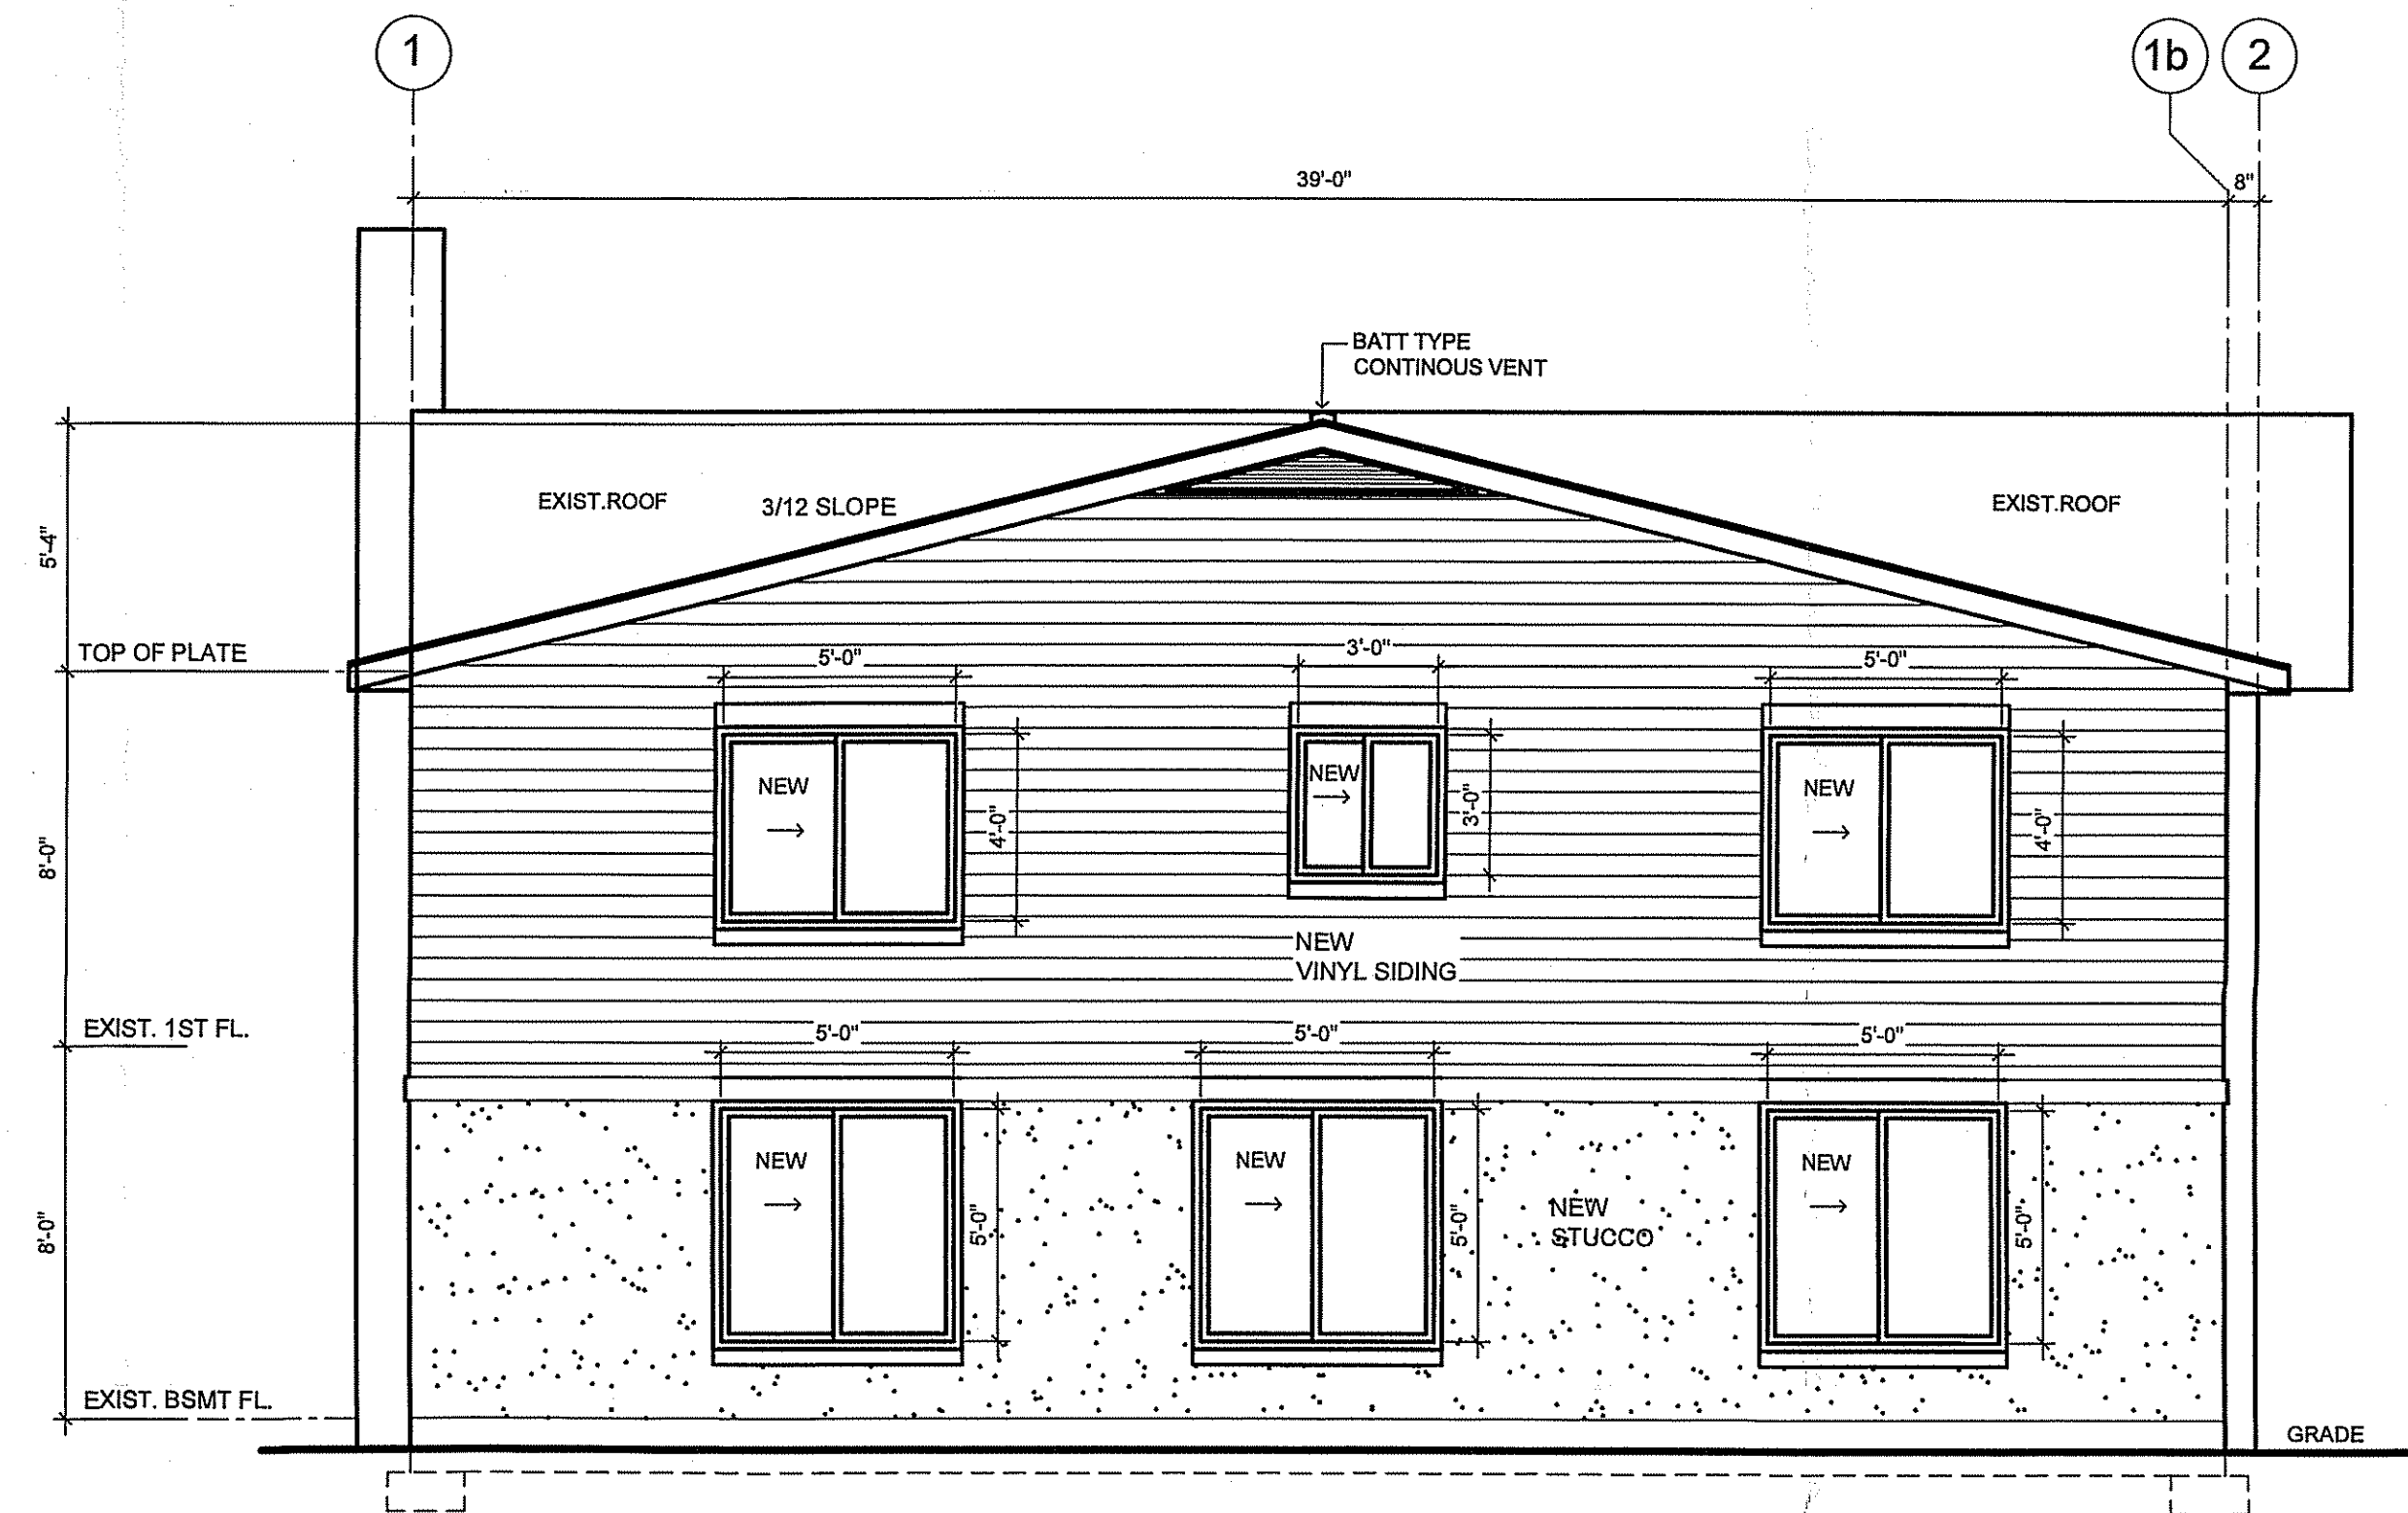 1
1b
2
39'-0"
8"
BATT TYPE
CONTINOUS VENT
EXIST.ROOF
3/12 SLOPE
EXIST.ROOF
5'-4"
TOP OF PLATE
5'-0"
3'-0"
5'-0"
NEW
4'-0"
NEW
3'-0"
NEW
4'-0"
8'-0"
NEW
VINYL SIDING
EXIST. 1ST FL.
5'-0"
5'-0"
5'-0"
NEW
5'-0"
NEW
5'-0"
NEW
STUCCO
NEW
5'-0"
8'-0"
EXIST. BSMT FL.
GRADE